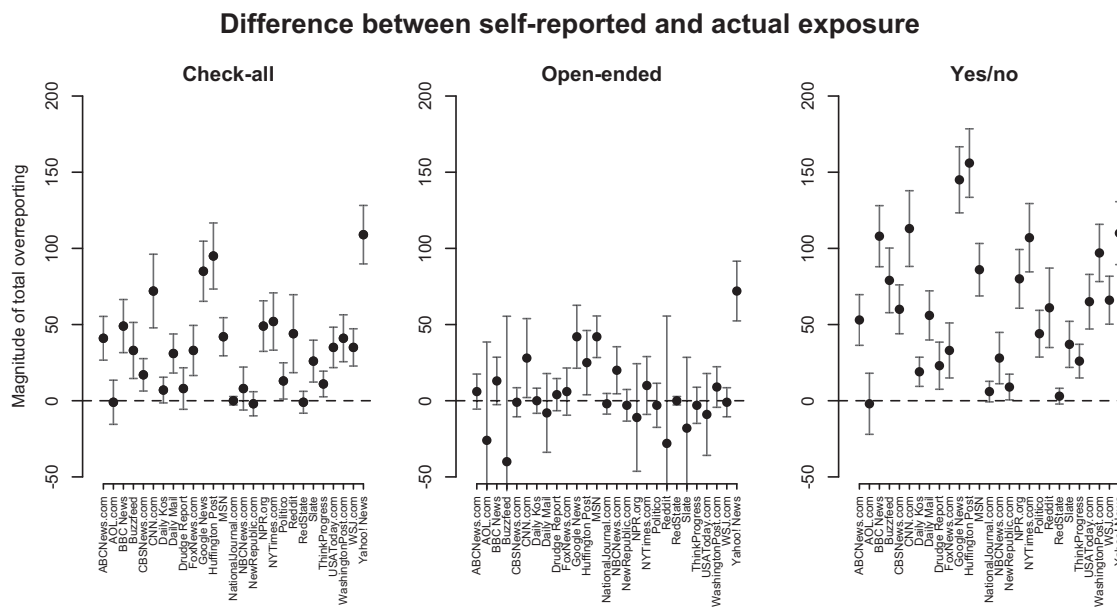 Difference between self-reported and actual exposure
Check-all
Open-ended
Yes/no
Magnitude of total overreporting
200
150
100
50
0
-50
ABCNews.com
AOL.com
BBC News
Buzzfeed
CBSNews.com
CNN.com
Daily Kos
Daily Mail
Drudge Report
FoxNews.com
Google News
Huffington Post
MSN
NationalJournal.com
NBCNews.com
NewRepublic.com
NPR.org
NYTimes.com
Politico
Reddit
RedState
Slate
ThinkProgress
USAToday.com
WashingtonPost.com
WSJ.com
Yahoo! News
200
150
100
50
0
-50
ABCNews.com
AOL.com
BBC News
Buzzfeed
CBSNews.com
CNN.com
Daily Kos
Daily Mail
Drudge Report
FoxNews.com
Google News
Huffington Post
MSN
NationalJournal.com
NBCNews.com
NewRepublic.com
NPR.org
NYTimes.com
Politico
Reddit
RedState
Slate
ThinkProgress
USAToday.com
WashingtonPost.com
WSJ.com
Yahoo! News
200
150
100
50
0
-50
ABCNews.com
AOL.com
BBC News
Buzzfeed
CBSNews.com
CNN.com
Daily Kos
Daily Mail
Drudge Report
FoxNews.com
Google News
Huffington Post
MSN
NationalJournal.com
NBCNews.com
NewRepublic.com
NPR.org
NYTimes.com
Politico
Reddit
RedState
Slate
ThinkProgress
USAToday.com
WashingtonPost.com
WSJ.com